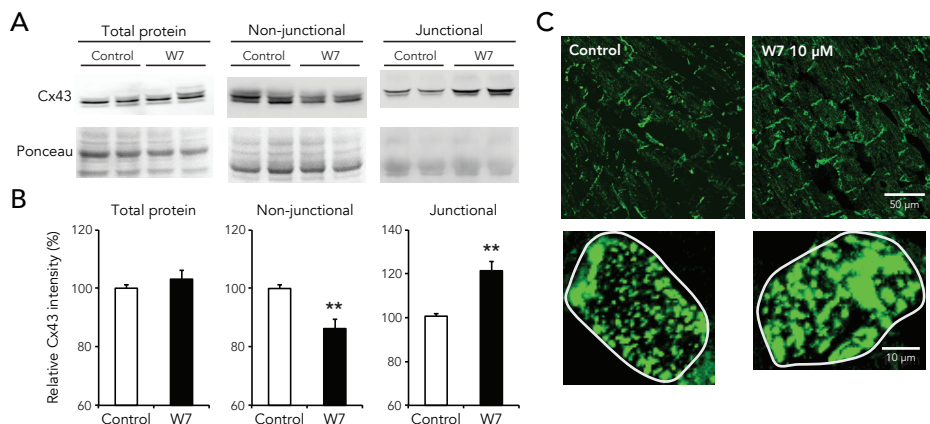 A
Total protein Non-junctional Junctional
Control W7 Control W7 Control W7
Cx43
Ponceau
B
Total protein Non-junctional Junctional
Relative Cx43 intensity (%)
120 120 140
100 100 120
80 80 100
80
60 60 60
** **
Control W7 Control W7 Control W7
C
Control W7 10 µM
50 µm
10 µm